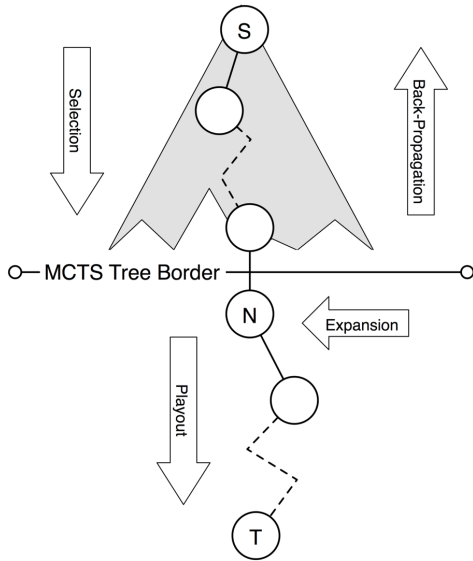 S
Selection
Back-Propagation
MCTS Tree Border
N
Expansion
Playout
T